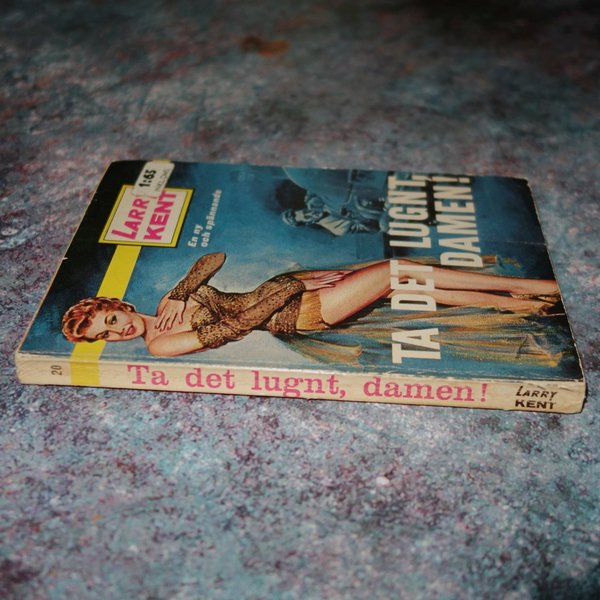 LARRY
KENT
1:65
En ny
och spännande
TA DET LUGNT,
DAMEN!
20
Ta det lugnt, damen!
LARRY
KENT